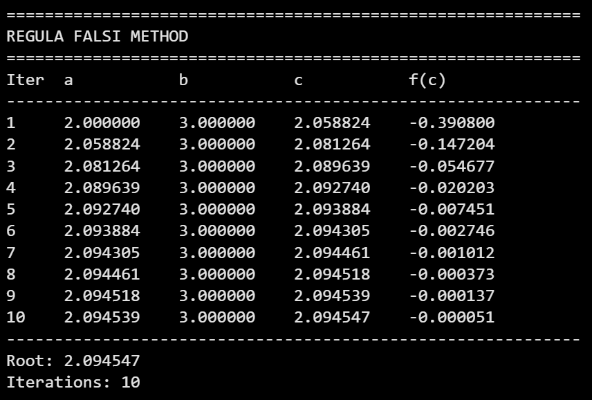 ============================================================
REGULA FALSI METHOD
============================================================
Iter  a           b           c           f(c)
------------------------------------------------------------
1     2.000000    3.000000    2.058824    -0.390800
2     2.058824    3.000000    2.081264    -0.147204
3     2.081264    3.000000    2.089639    -0.054677
4     2.089639    3.000000    2.092740    -0.020203
5     2.092740    3.000000    2.093884    -0.007451
6     2.093884    3.000000    2.094305    -0.002746
7     2.094305    3.000000    2.094461    -0.001012
8     2.094461    3.000000    2.094518    -0.000373
9     2.094518    3.000000    2.094539    -0.000137
10    2.094539    3.000000    2.094547    -0.000051
------------------------------------------------------------
Root: 2.094547
Iterations: 10